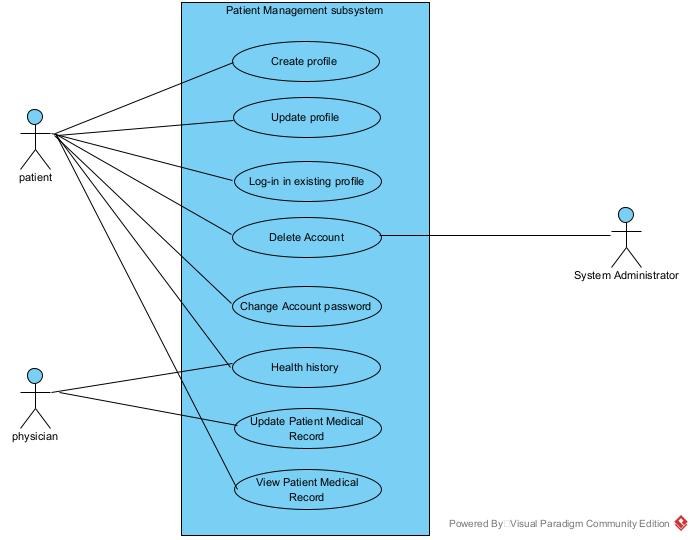 Patient Management subsystem
Create profile
Update profile
Log-in in existing profile
Delete Account
Change Account password
Health history
Update Patient Medical
Record
View Patient Medical
Record
patient
physician
System Administrator
Powered By Visual Paradigm Community Edition